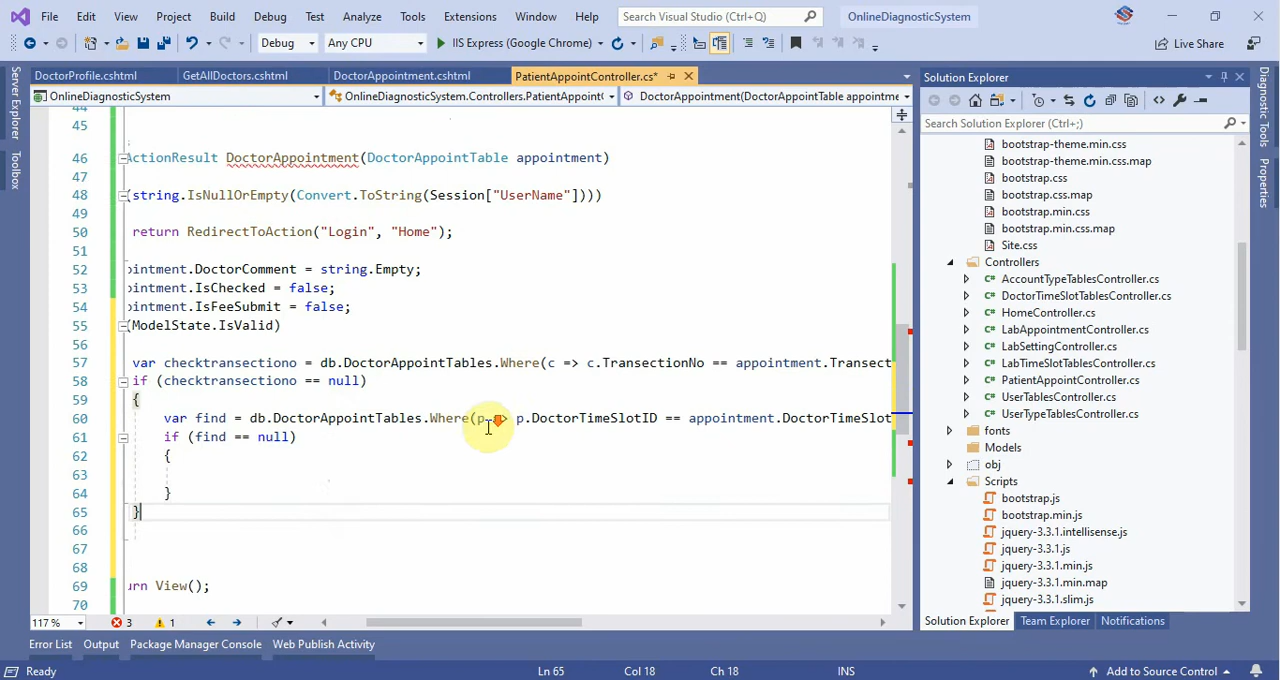 File Edit View Project Build Debug Test Analyze Tools Extensions Window Help Search Visual Studio (Ctrl+Q) OnlineDiagnosticSystem
Debug Any CPU IIS Express (Google Chrome) Live Share
DoctorProfile.cshtml GetAllDoctors.cshtml DoctorAppointment.cshtml PatientAppointController.cs*
OnlineDiagnosticSystem OnlineDiagnosticSystem.Controllers.PatientAppoint DoctorAppointment(DoctorAppointTable appointme
Server Explorer
Toolbox
45
46 ActionResult DoctorAppointment(DoctorAppointTable appointment)
47
48 (string.IsNullOrEmpty(Convert.ToString(Session["UserName"])))
49
50 return RedirectToAction("Login", "Home");
51
52 ointment.DoctorComment = string.Empty;
53 ointment.IsChecked = false;
54 ointment.IsFeeSubmit = false;
55 (ModelState.IsValid)
56
57 var checktransectiono = db.DoctorAppointTables.Where(c => c.TransectionNo == appointment.Transect
58 if (checktransectiono == null)
59 {
60 var find = db.DoctorAppointTables.Where(p => p.DoctorTimeSlotID == appointment.DoctorTimeSlot
61 if (find == null)
62 {
63
64 }
65 }
66
67
68
69 urn View();
70
117 % 3 1
Error List Output Package Manager Console Web Publish Activity
Ready Ln 65 Col 18 Ch 18 INS Add to Source Control
Solution Explorer
Search Solution Explorer (Ctrl+;)
bootstrap-theme.min.css
bootstrap-theme.min.css.map
bootstrap.css
bootstrap.css.map
bootstrap.min.css
bootstrap.min.css.map
Site.css
Controllers
AccountTypeTablesController.cs
DoctorTimeSlotTablesController.cs
HomeController.cs
LabAppointmentController.cs
LabSettingController.cs
LabTimeSlotTablesController.cs
PatientAppointController.cs
UserTablesController.cs
UserTypeTablesController.cs
fonts
Models
obj
Scripts
bootstrap.js
bootstrap.min.js
jquery-3.3.1.intellisense.js
jquery-3.3.1.js
jquery-3.3.1.min.js
jquery-3.3.1.min.map
jquery-3.3.1.slim.js
Solution Explorer Team Explorer Notifications
Diagnostic Tools
Properties